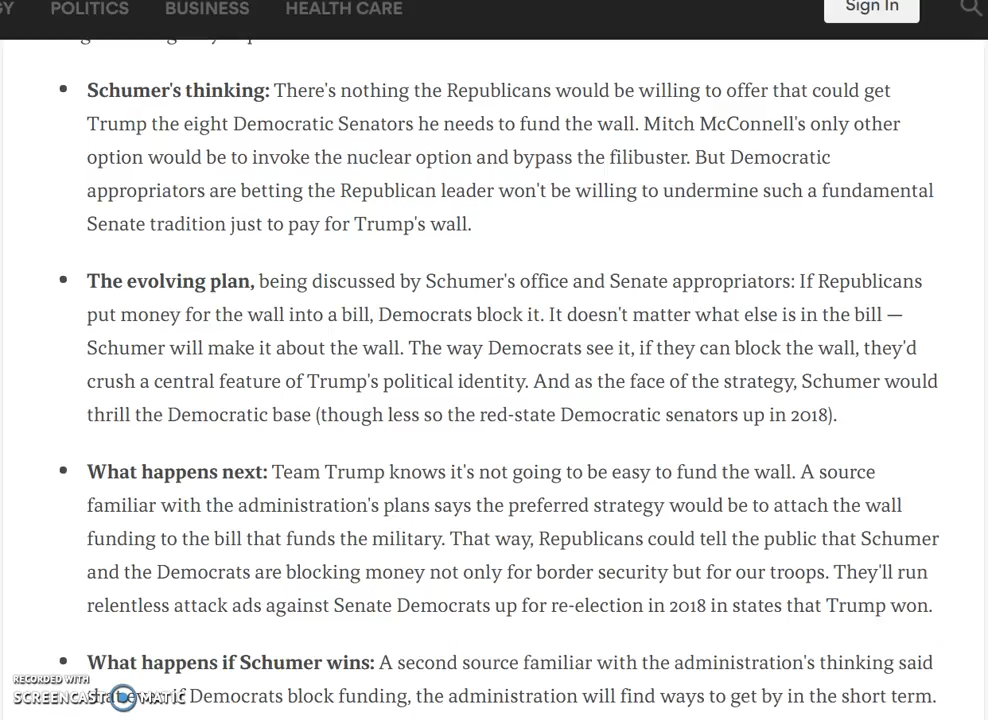 POLITICS BUSINESS HEALTH CARE Sign In
Schumer's thinking: There's nothing the Republicans would be willing to offer that could get
Trump the eight Democratic Senators he needs to fund the wall. Mitch McConnell's only other
option would be to invoke the nuclear option and bypass the filibuster. But Democratic
appropriators are betting the Republican leader won't be willing to undermine such a fundamental
Senate tradition just to pay for Trump's wall.
The evolving plan, being discussed by Schumer's office and Senate appropriators: If Republicans
put money for the wall into a bill, Democrats block it. It doesn't matter what else is in the bill —
Schumer will make it about the wall. The way Democrats see it, if they can block the wall, they'd
crush a central feature of Trump's political identity. And as the face of the strategy, Schumer would
thrill the Democratic base (though less so the red-state Democratic senators up in 2018).
What happens next: Team Trump knows it's not going to be easy to fund the wall. A source
familiar with the administration's plans says the preferred strategy would be to attach the wall
funding to the bill that funds the military. That way, Republicans could tell the public that Schumer
and the Democrats are blocking money not only for border security but for our troops. They'll run
relentless attack ads against Senate Democrats up for re-election in 2018 in states that Trump won.
What happens if Schumer wins: A second source familiar with the administration's thinking said
Democrats block funding, the administration will find ways to get by in the short term.
RECORDED WITH
SCREENCAST MATIC